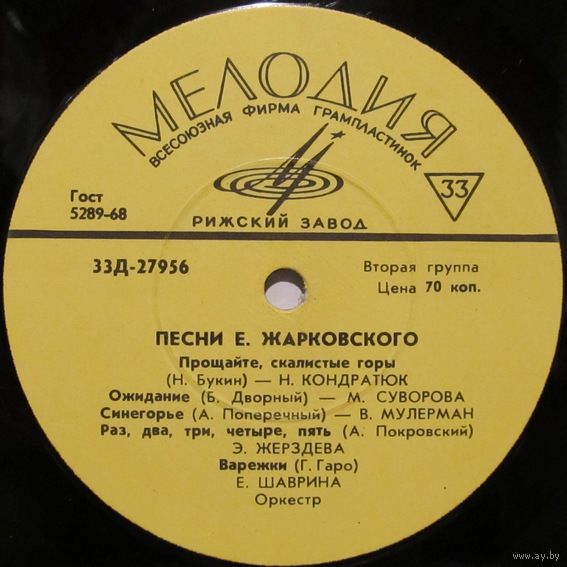 МЕЛОДИЯ
ВСЕСОЮЗНАЯ ФИРМА ГРАМПЛАСТИНОК
33
Гост
5289-68
РИЖСКИЙ ЗАВОД
33Д-27956
Вторая группа
Цена 70 коп.
ПЕСНИ Е. ЖАРКОВСКОГО
Прощайте, скалистые горы
(Н. Букин) — Н. КОНДРАТЮК
Ожидание (Б. Дворный) — М. СУВОРОВА
Синегорье (А. Поперечный) — В. МУЛЕРМАН
Раз, два, три, четыре, пять (А. Покровский)
Э. ЖЕРЗДЕВА
Варежки (Г. Гаро)
Е. ШАВРИНА
Оркестр
www.ay.by